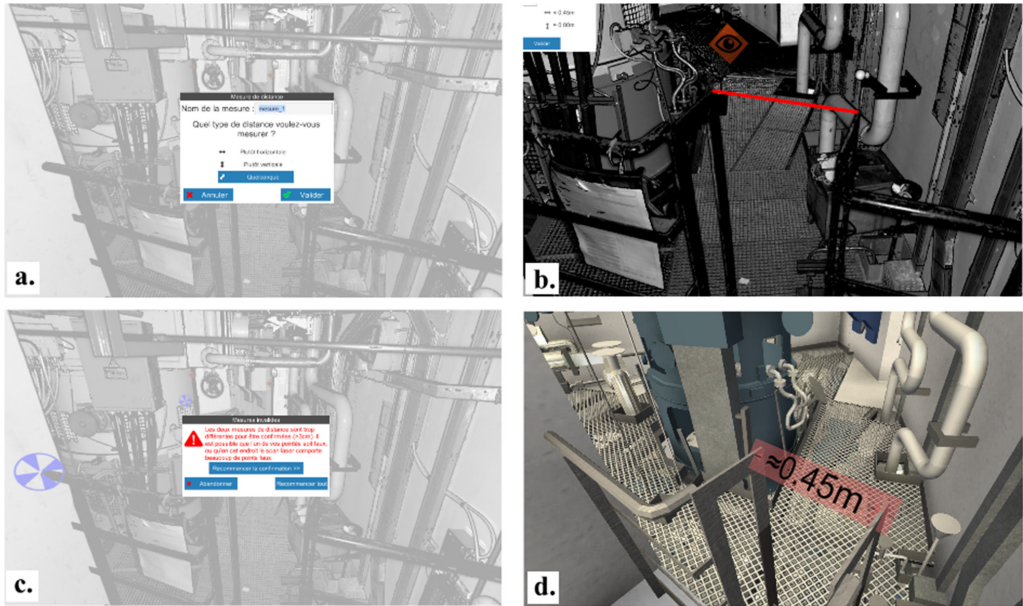 Mesure de distance
Nom de la mesure : mesure_1
Quel type de distance voulez-vous
mesurer ?
Plutôt horizontale
Plutôt verticale
Quelconque
Annuler
Valider
a.
≈ 0.45m
≈ 0.00m
Valider
b.
Mesures invalides
Les deux mesures de distance sont trop
différentes pour être confirmées (>3cm). Il
est possible que l'un de vos pointés soit faux,
ou qu'en cet endroit le scan laser comporte
beaucoup de points faux.
Recommencer la confirmation >>
Abandonner
Recommencer tout
c.
≈0.45m
d.